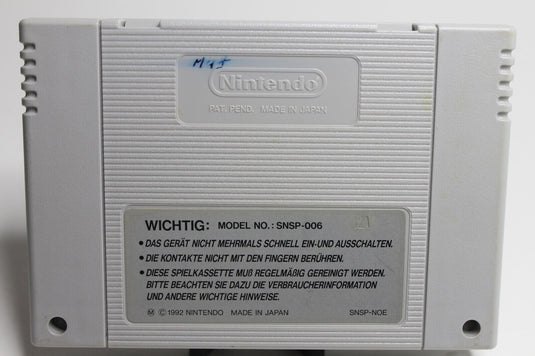 Nintendo
PAT. PEND. MADE IN JAPAN
WICHTIG: MODEL NO.: SNSP-006
• DAS GERÄT NICHT MEHRMALS SCHNELL EIN-UND AUSSCHALTEN.
• DIE KONTAKTE NICHT MIT DEN FINGERN BERÜHREN.
• DIESE SPIELKASSETTE MUß REGELMÄßIG GEREINIGT WERDEN.
BITTE BEACHTEN SIE DAZU DIE VERBRAUCHERINFORMATION
UND ANDERE WICHTIGE HINWEISE.
Ⓜ © 1992 NINTENDO MADE IN JAPAN SNSP-NOE